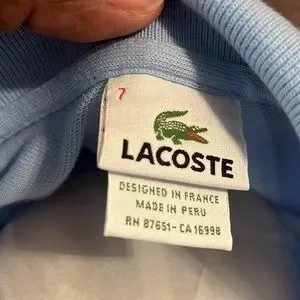 7
LACOSTE
DESIGNED IN FRANCE
MADE IN PERU
RN 87651-CA 16998